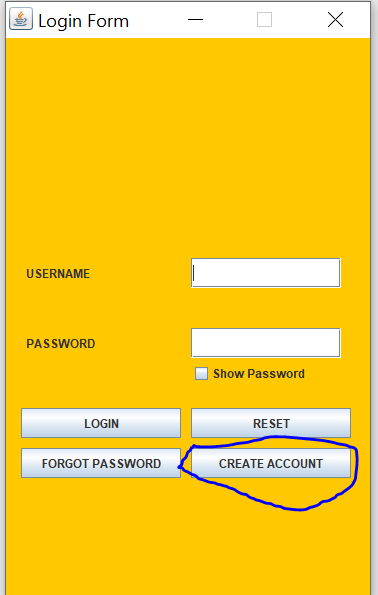 Login Form
USERNAME
PASSWORD
Show Password
LOGIN
RESET
FORGOT PASSWORD
CREATE ACCOUNT